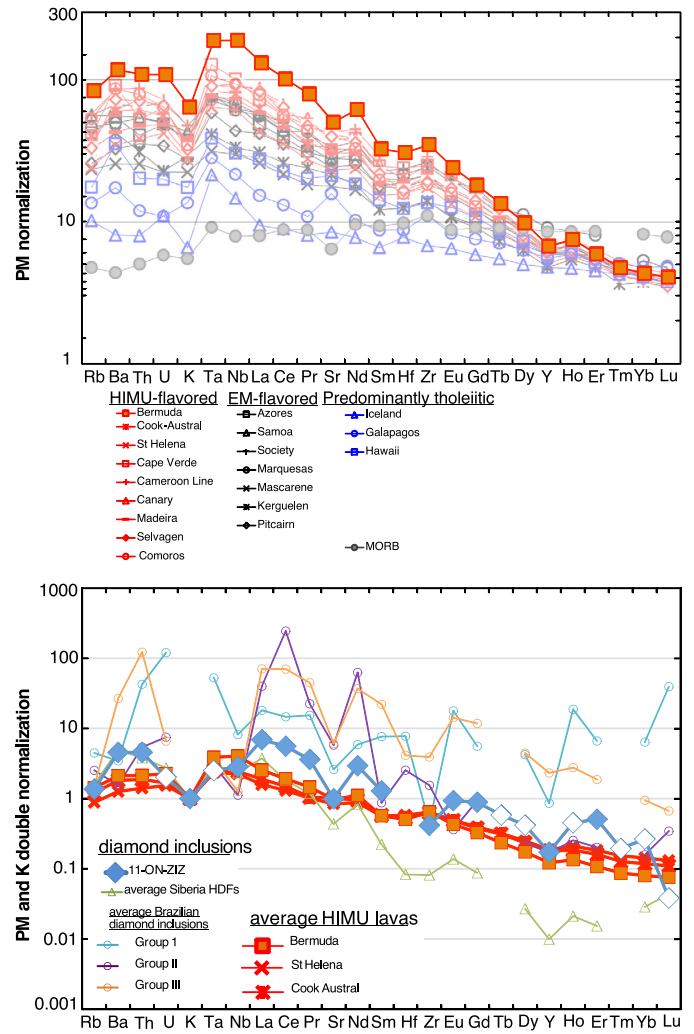 300
100
10
1
PM normalization
Rb Ba Th U K Ta Nb La Ce Pr Sr Nd Sm Hf Zr Eu Gd Tb Dy Y Ho Er Tm Yb Lu
HIMU-flavored
Bermuda
Cook-Austral
St Helena
Cape Verde
Cameroon Line
Canary
Madeira
Selvagen
Comoros
EM-flavored
Azores
Samoa
Society
Marquesas
Mascarene
Kerguelen
Pitcairn
Predominantly tholeiitic
Iceland
Galapagos
Hawaii
MORB
1000
100
10
1
0.1
0.01
0.001
PM and K double normalization
diamond inclusions
11-ON-ZIZ
average Siberia HDFs
average Brazilian
diamond inclusions
Group 1
Group II
Group III
average HIMU lavas
Bermuda
St Helena
Cook Austral
Rb Ba Th U K Ta Nb La Ce Pr Sr Nd Sm Hf Zr Eu Gd Tb Dy Y Ho Er Tm Yb Lu